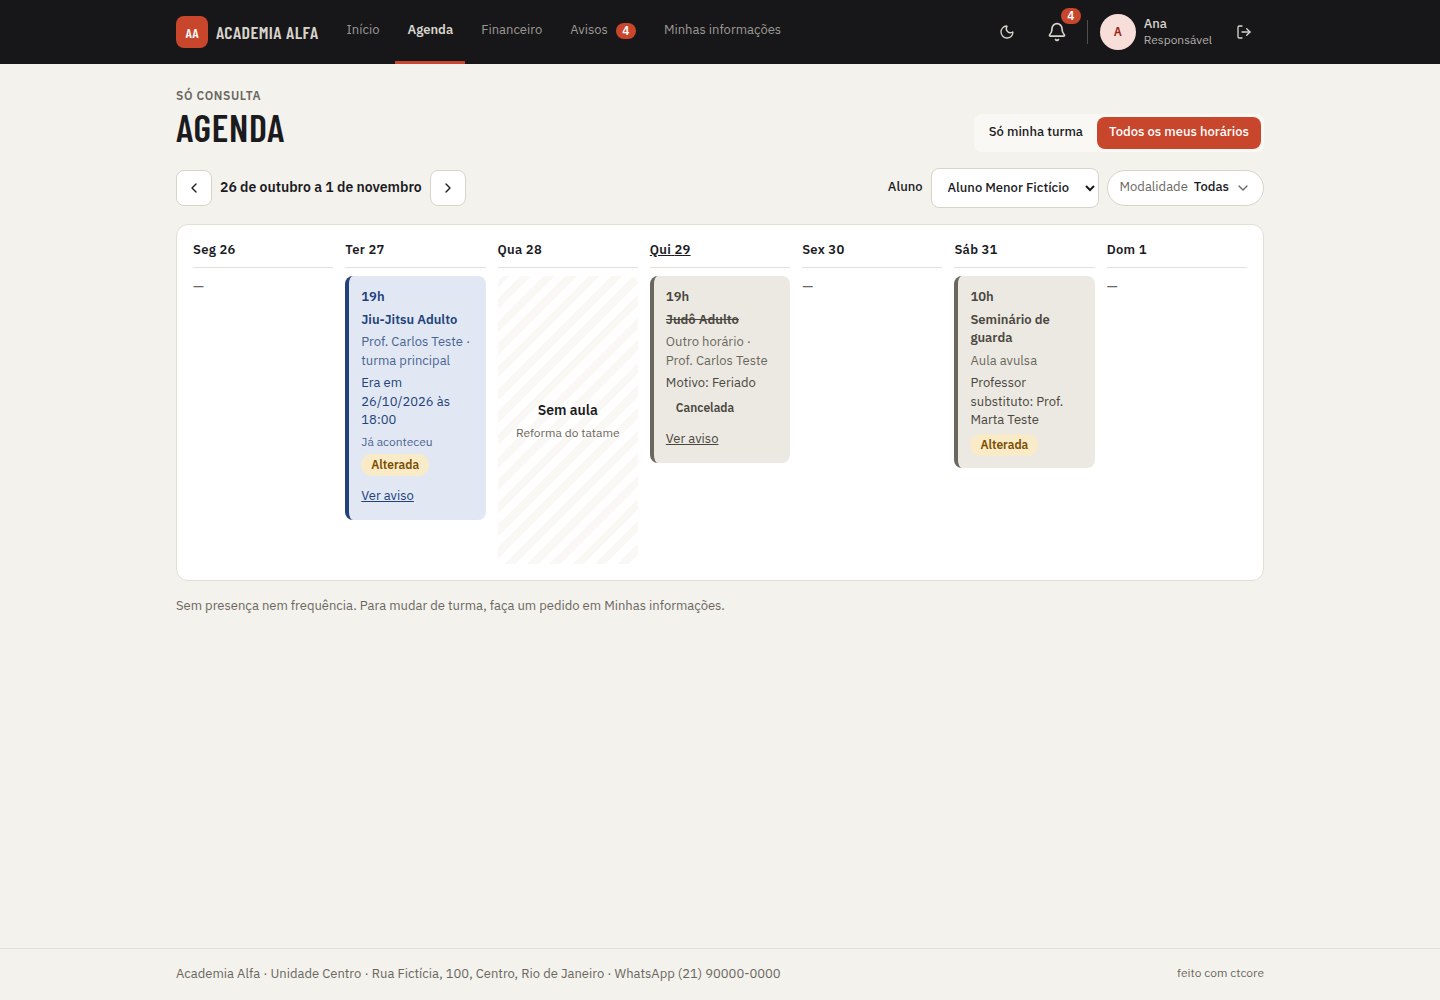 AA ACADEMIA ALFA Início Agenda Financeiro Avisos 4 Minhas informações 4 A Ana Responsável
SÓ CONSULTA
AGENDA
Só minha turma Todos os meus horários
26 de outubro a 1 de novembro Aluno Aluno Menor Fictício Modalidade Todas
Seg 26 Ter 27 Qua 28 Qui 29 Sex 30 Sáb 31 Dom 1
—
19h
Jiu-Jitsu Adulto
Prof. Carlos Teste ·
turma principal
Era em
26/10/2026 às
18:00
Já aconteceu
Alterada
Ver aviso
Sem aula
Reforma do tatame
19h
Judô Adulto
Outro horário ·
Prof. Carlos Teste
Motivo: Feriado
Cancelada
Ver aviso
—
10h
Seminário de
guarda
Aula avulsa
Professor
substituto: Prof.
Marta Teste
Alterada
—
Sem presença nem frequência. Para mudar de turma, faça um pedido em Minhas informações.
Academia Alfa · Unidade Centro · Rua Fictícia, 100, Centro, Rio de Janeiro · WhatsApp (21) 90000-0000 feito com ctcore